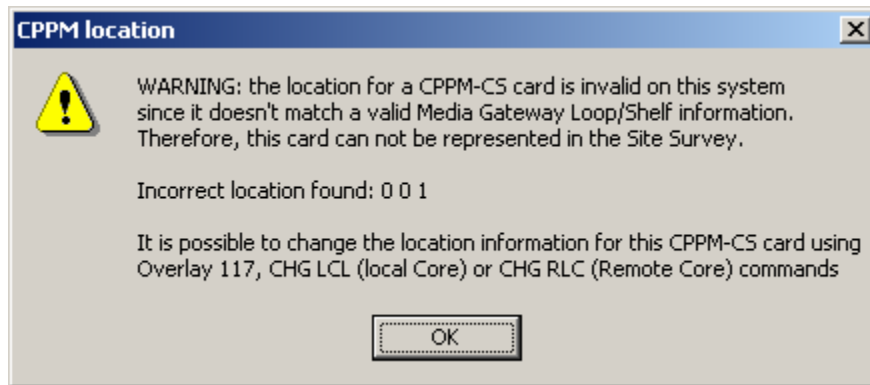 CPPM location
WARNING: the location for a CPPM-CS card is invalid on this system
since it doesn't match a valid Media Gateway Loop/Shelf information.
Therefore, this card can not be represented in the Site Survey.
Incorrect location found: 0 0 1
It is possible to change the location information for this CPPM-CS card using
Overlay 117, CHG LCL (local Core) or CHG RLC (Remote Core) commands
OK